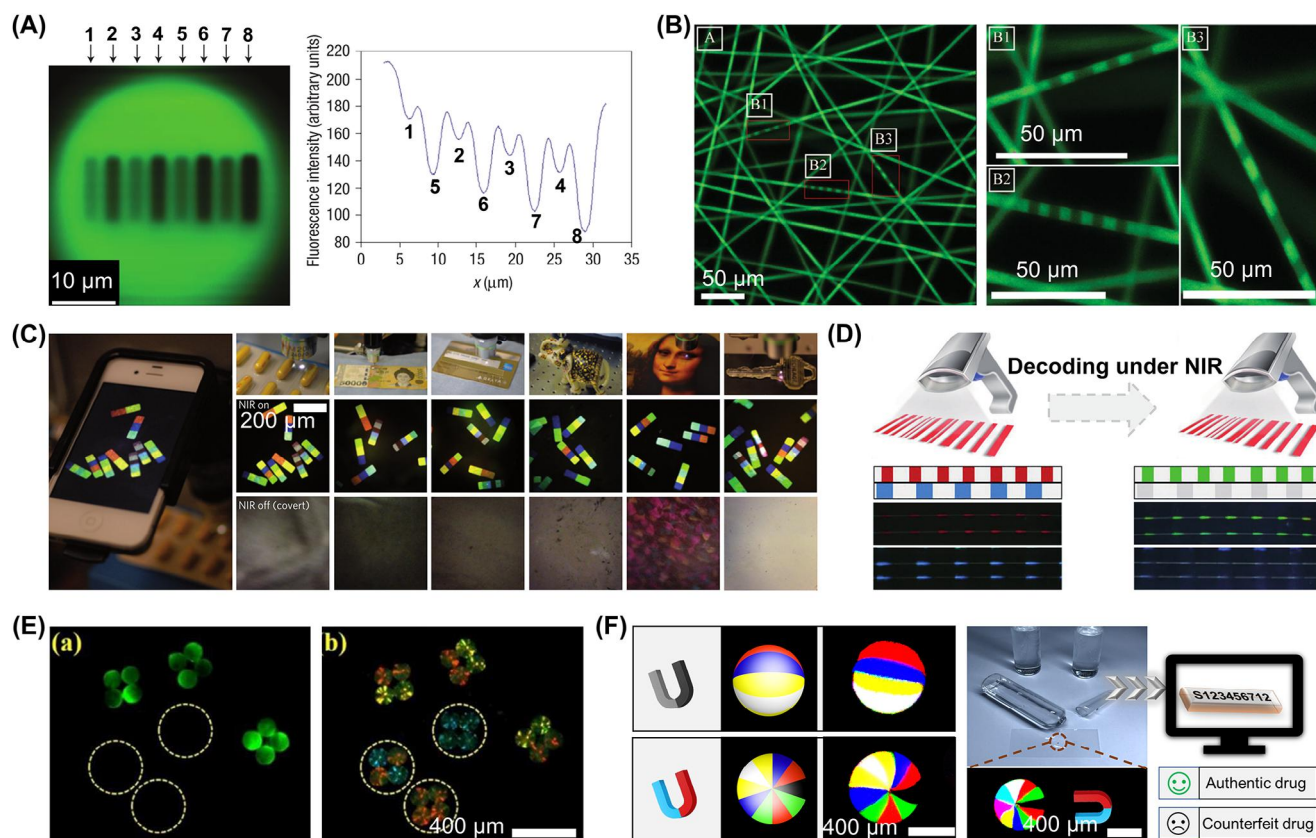 (A)
1 2 3 4 5 6 7 8
10 µm
Fluorescence intensity (arbitrary units)
220
200
180
160
140
120
100
80
1
2
3
4
5
6
7
8
0 5 10 15 20 25 30 35
x (µm)
(B)
A
B1
B2
B3
50 µm
B1
50 µm
B2
50 µm
B3
50 µm
(C)
NIR on
200 µm
NIR off (covert)
(D)
Decoding under NIR
(E)
(a)
b)
400 µm
(F)
400 µm
400 µm
S123456712
Authentic drug
Counterfeit drug